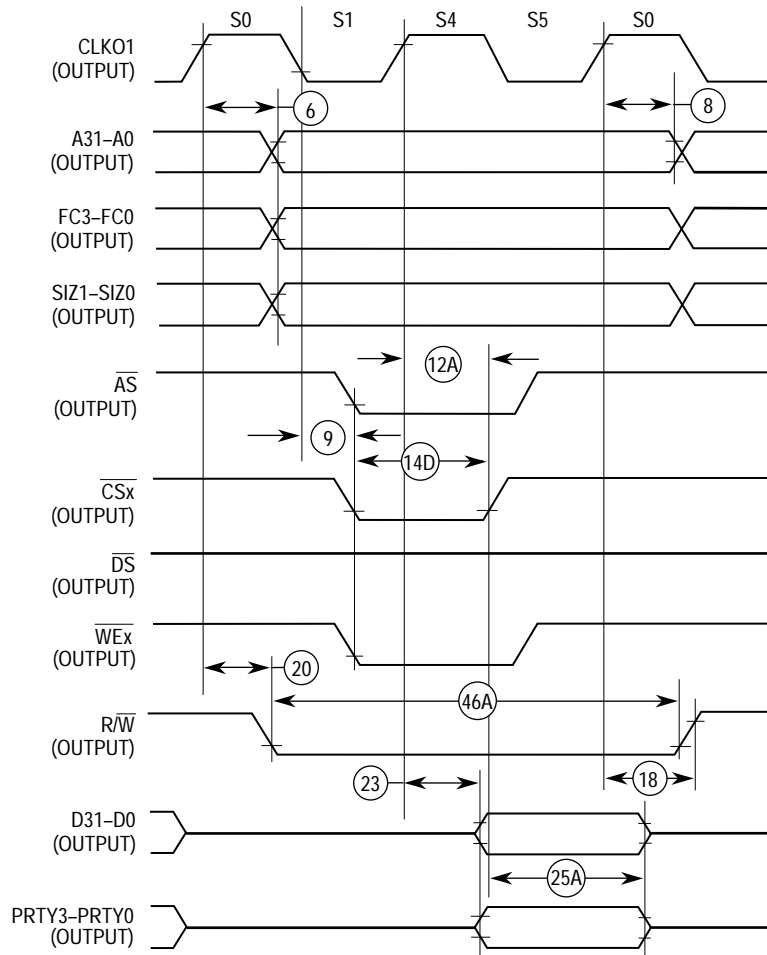 S0 S1 S4 S5 S0
CLKO1
(OUTPUT)
6
8
A31–A0
(OUTPUT)
FC3–FC0
(OUTPUT)
SIZ1–SIZ0
(OUTPUT)
12A
AS
(OUTPUT)
9
14D
CSx
(OUTPUT)
DS
(OUTPUT)
WEx
(OUTPUT)
20
46A
R/W
(OUTPUT)
23
18
D31–D0
(OUTPUT)
25A
PRTY3–PRTY0
(OUTPUT)